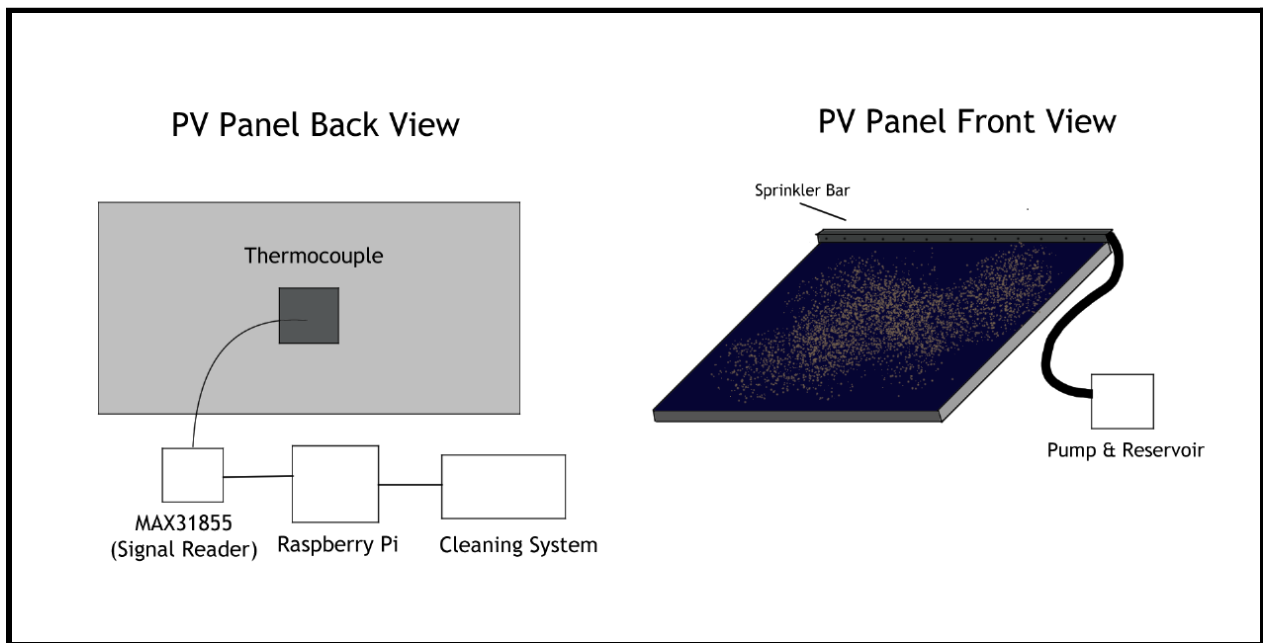 PV Panel Back View
Thermocouple
MAX31855
(Signal Reader)
Raspberry Pi
Cleaning System
PV Panel Front View
Sprinkler Bar
Pump & Reservoir